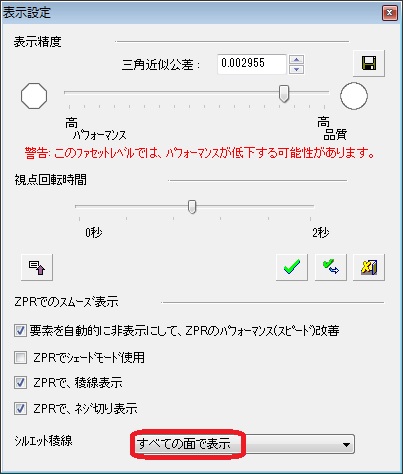 表示設定
表示精度
三角近似公差： 0.002955
高 高
パフォーマンス 品質
警告: このファセットレベルでは、パフォーマンスが低下する可能性があります。
視点回転時間
0秒 2秒
ZPRでのスムーズ表示
要素を自動的に非表示にして、ZPRのパフォーマンス(スピード)改善
ZPRでシェードモード使用
ZPRで、稜線表示
ZPRで、ネジ切り表示
シルエット稜線 すべての面で表示